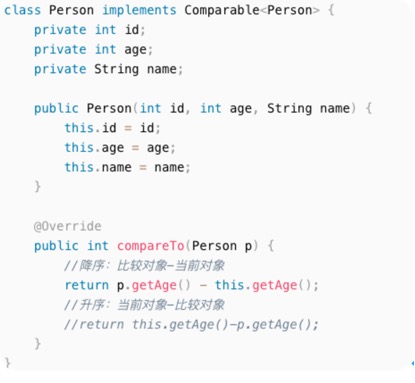 class Person implements Comparable<Person> {
    private int id;
    private int age;
    private String name;

    public Person(int id, int age, String name) {
        this.id = id;
        this.age = age;
        this.name = name;
    }

    @Override
    public int compareTo(Person p) {
        //降序：比较对象-当前对象
        return p.getAge() - this.getAge();
        //升序：当前对象-比较对象
        //return this.getAge()-p.getAge();
    }
}